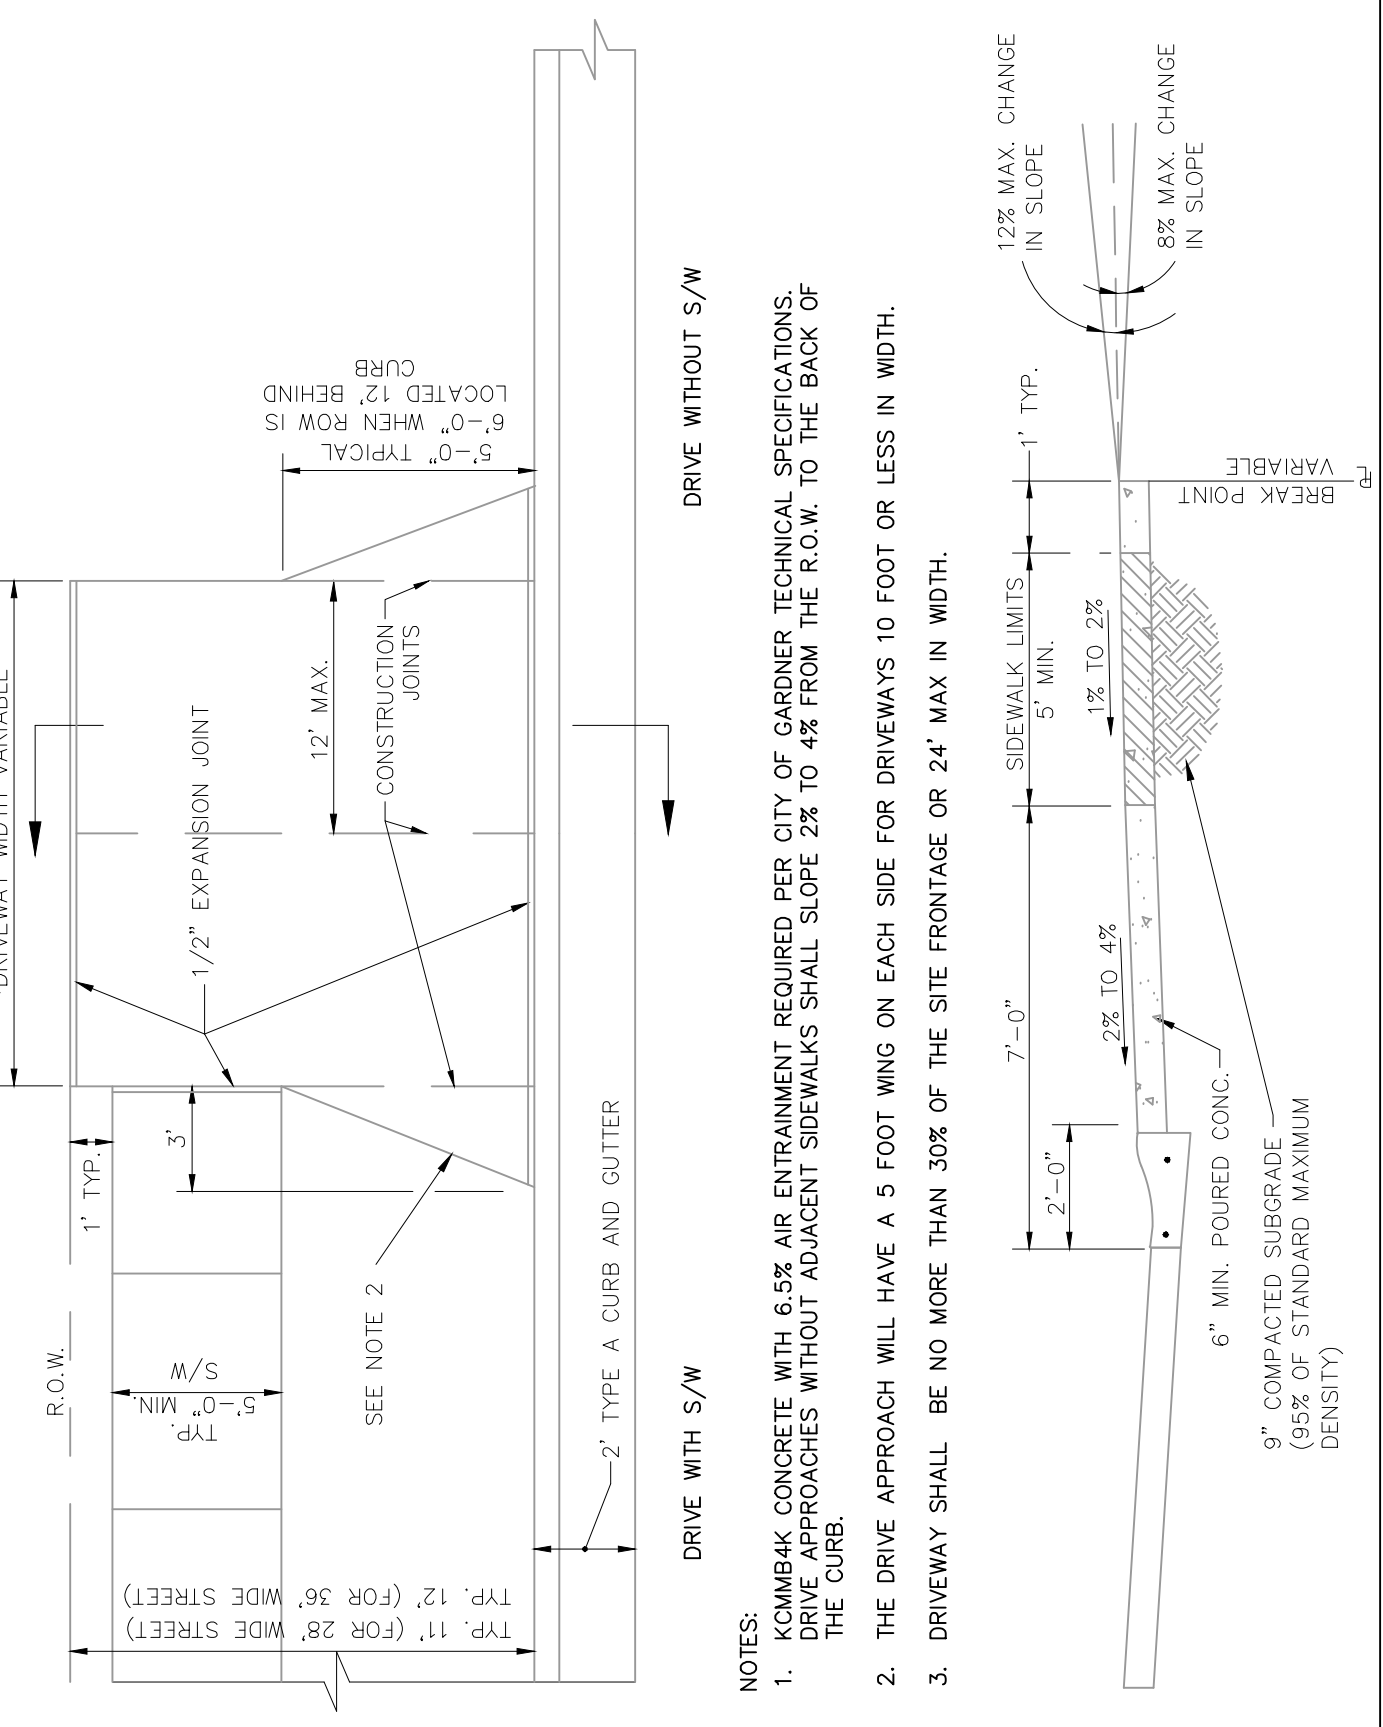 DRIVEWAY WIDTH VARIABLE
R.O.W.
1' TYP.
3'
1/2" EXPANSION JOINT
12' MAX.
CONSTRUCTION
JOINTS
5'-0" TYPICAL
6'-0" WHEN ROW IS
LOCATED 12' BEHIND
CURB
TYP.
5'-0" MIN.
S/W
SEE NOTE 2
TYP. 11' (FOR 28' WIDE STREET)
TYP. 12' (FOR 36' WIDE STREET)
2' TYPE A CURB AND GUTTER
DRIVE WITH S/W
DRIVE WITHOUT S/W
NOTES:
1. KCMMB4K CONCRETE WITH 6.5% AIR ENTRAINMENT REQUIRED PER CITY OF GARDNER TECHNICAL SPECIFICATIONS.
DRIVE APPROACHES WITHOUT ADJACENT SIDEWALKS SHALL SLOPE 2% TO 4% FROM THE R.O.W. TO THE BACK OF
THE CURB.
2. THE DRIVE APPROACH WILL HAVE A 5 FOOT WING ON EACH SIDE FOR DRIVEWAYS 10 FOOT OR LESS IN WIDTH.
3. DRIVEWAY SHALL BE NO MORE THAN 30% OF THE SITE FRONTAGE OR 24' MAX IN WIDTH.
12% MAX. CHANGE
IN SLOPE
8% MAX. CHANGE
IN SLOPE
SIDEWALK LIMITS
5' MIN.
1' TYP.
7'-0"
2'-0"
2% TO 4%
1% TO 2%
BREAK POINT
VARIABLE
PL
6" MIN. POURED CONC.
9" COMPACTED SUBGRADE
(95% OF STANDARD MAXIMUM
DENSITY)